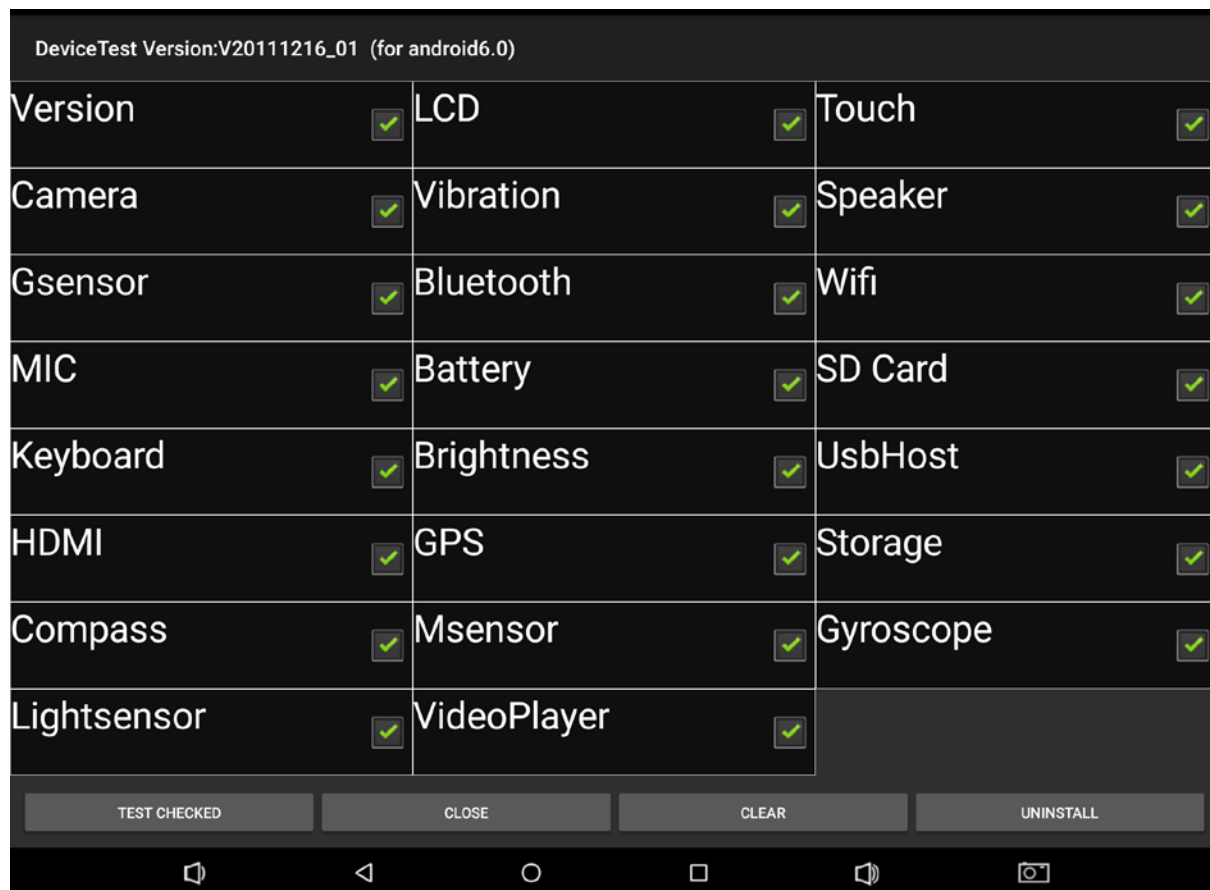 DeviceTest Version:V20111216_01 (for android6.0)
Version LCD Touch
Camera Vibration Speaker
Gsensor Bluetooth Wifi
MIC Battery SD Card
Keyboard Brightness UsbHost
HDMI GPS Storage
Compass Msensor Gyroscope
Lightsensor VideoPlayer
TEST CHECKED CLOSE CLEAR UNINSTALL